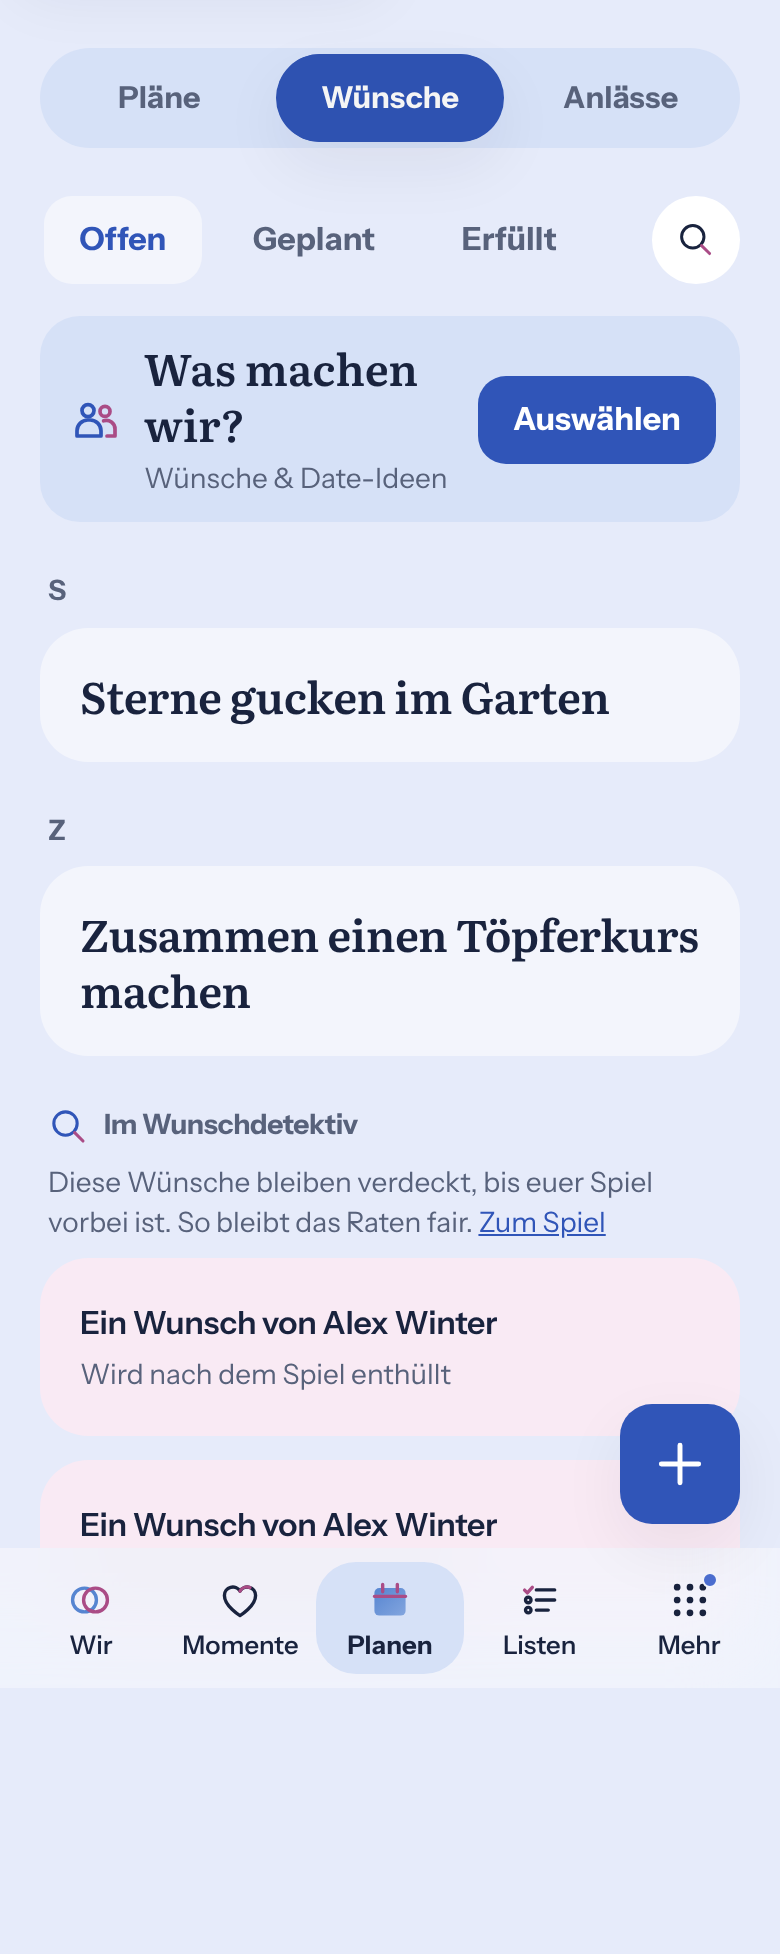 Pläne Wünsche Anlässe
Offen Geplant Erfüllt
Was machen
wir?
Wünsche & Date-Ideen
Auswählen
S
Sterne gucken im Garten
Z
Zusammen einen Töpferkurs
machen
Im Wunschdetektiv
Diese Wünsche bleiben verdeckt, bis euer Spiel
vorbei ist. So bleibt das Raten fair. Zum Spiel
Ein Wunsch von Alex Winter
Wird nach dem Spiel enthüllt
Ein Wunsch von Alex Winter
Wir Momente Planen Listen Mehr